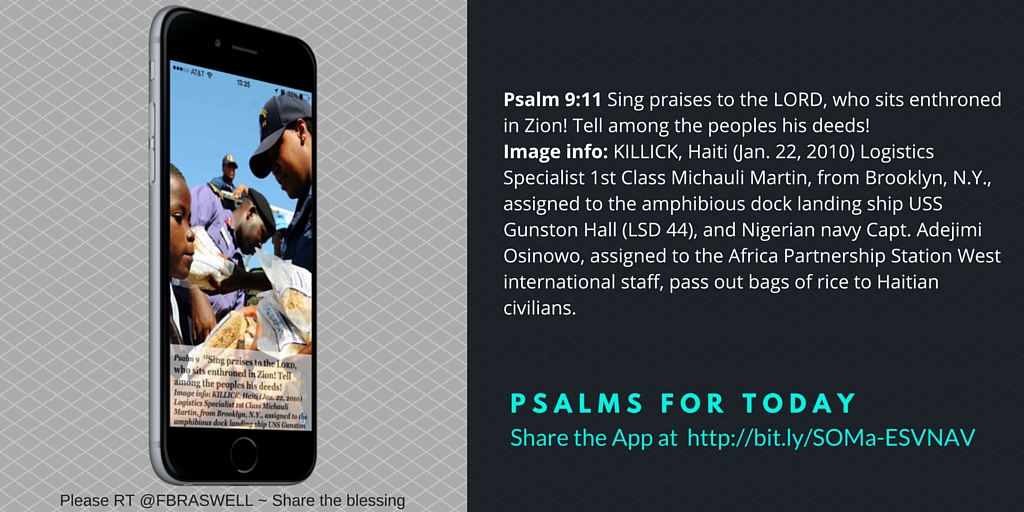 AT&T
13:25
33%
Psalm 9 11Sing praises to the LORD,
who sits enthroned in Zion! Tell
among the peoples his deeds!
Image info: KILLICK, Haiti (Jan. 22, 2010)
Logistics Specialist 1st Class Michauli
Martin, from Brooklyn, N.Y., assigned to the
amphibious dock landing ship USS Gunston
Please RT @FBRASWELL ~ Share the blessing
Psalm 9:11 Sing praises to the LORD, who sits enthroned
in Zion! Tell among the peoples his deeds!
Image info: KILLICK, Haiti (Jan. 22, 2010) Logistics
Specialist 1st Class Michauli Martin, from Brooklyn, N.Y.,
assigned to the amphibious dock landing ship USS
Gunston Hall (LSD 44), and Nigerian navy Capt. Adejimi
Osinowo, assigned to the Africa Partnership Station West
international staff, pass out bags of rice to Haitian
civilians.
PSALMS FOR TODAY
Share the App at http://bit.ly/SOMa-ESVNAV